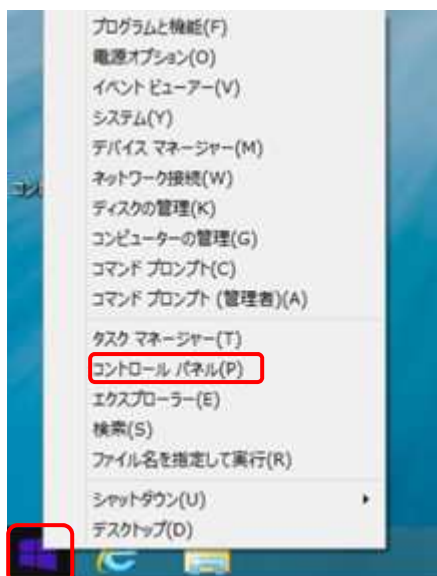 プログラムと機能(F)
電源オプション(O)
イベント ビューアー(V)
システム(Y)
デバイス マネージャー(M)
ネットワーク接続(W)
ディスクの管理(K)
コンピューターの管理(G)
コマンド プロンプト(C)
コマンド プロンプト (管理者)(A)
タスク マネージャー(T)
コントロール パネル(P)
エクスプローラー(E)
検索(S)
ファイル名を指定して実行(R)
シャットダウン(U)
デスクトップ(D)